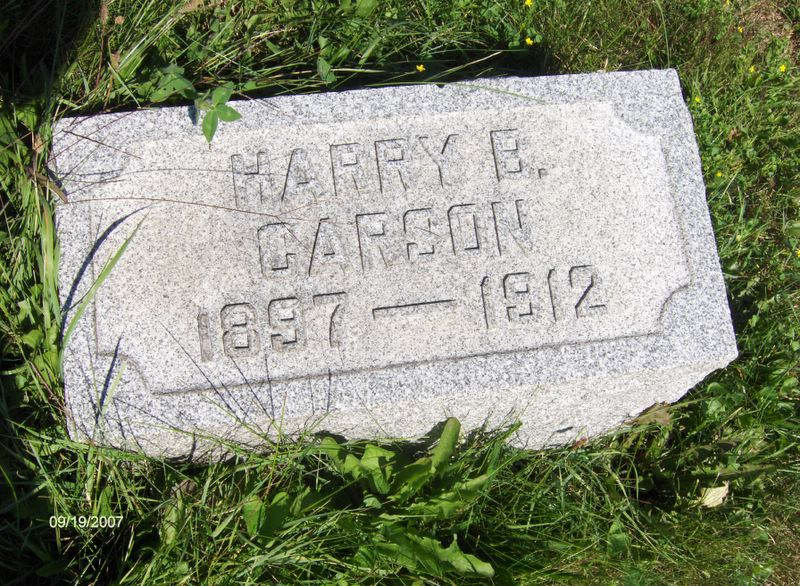 HARRY B.
CARSON
1897 — 1912
09/19/2007